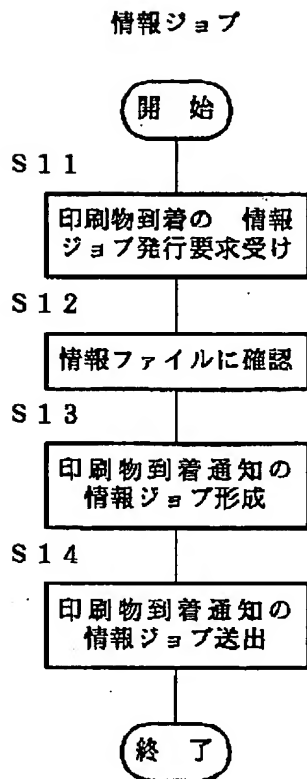 情報ジョブ
開 始
S11
印刷物到着の 情報
ジョブ発行要求受け
S12
情報ファイルに確認
S13
印刷物到着通知の
情報ジョブ形成
S14
印刷物到着通知の
情報ジョブ送出
終 了